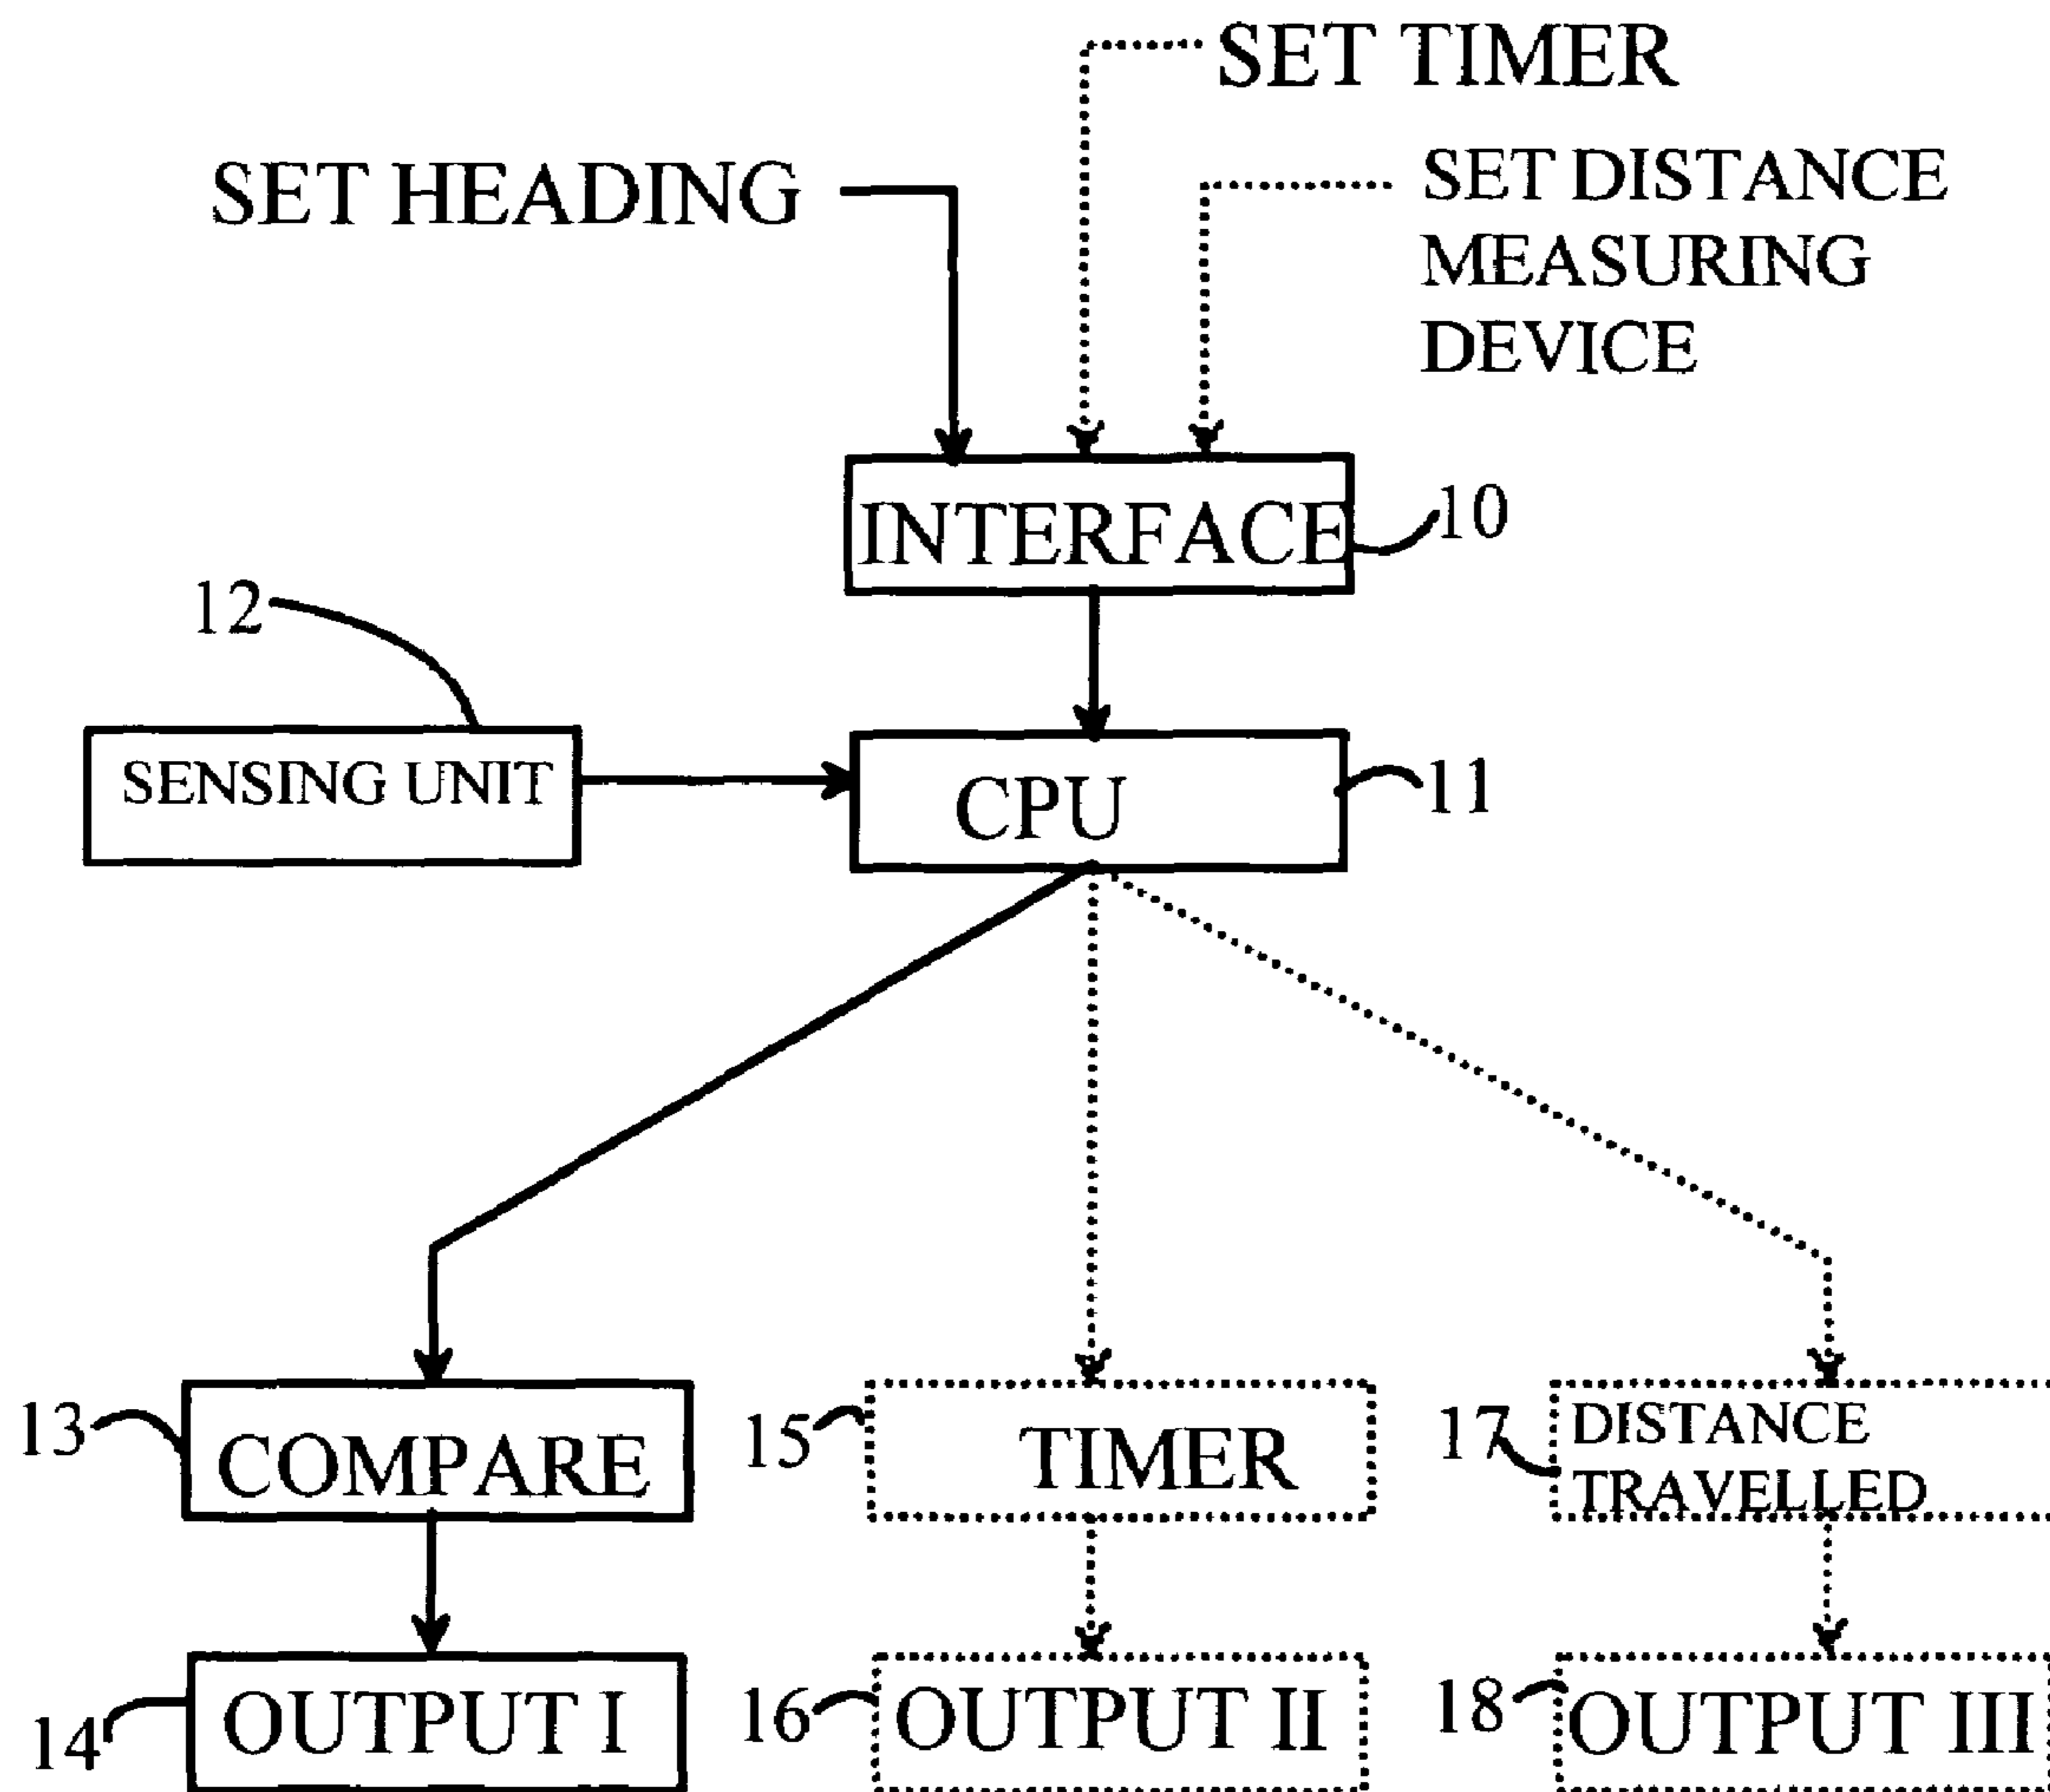 SET TIMER
SET HEADING
SET DISTANCE
MEASURING
DEVICE
INTERFACE
10
12
SENSING UNIT
CPU
11
13
COMPARE
15
TIMER
17
DISTANCE
TRAVELLED
14
OUTPUT I
16
OUTPUT II
18
OUTPUT III